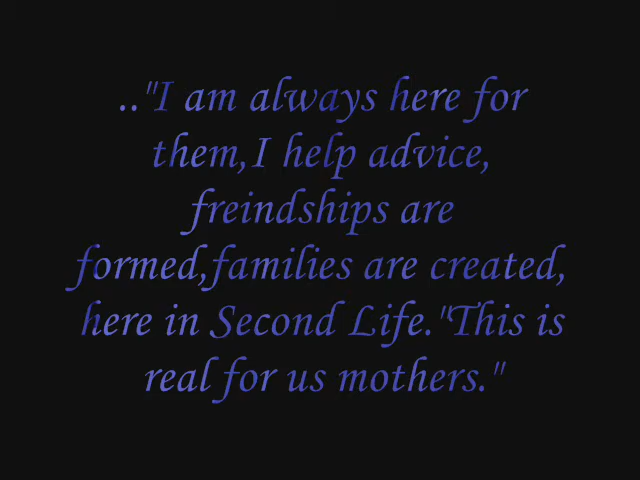 .."I am always here for
them,I help advice,
freindships are
formed,families are created,
here in Second Life."This is
real for us mothers."